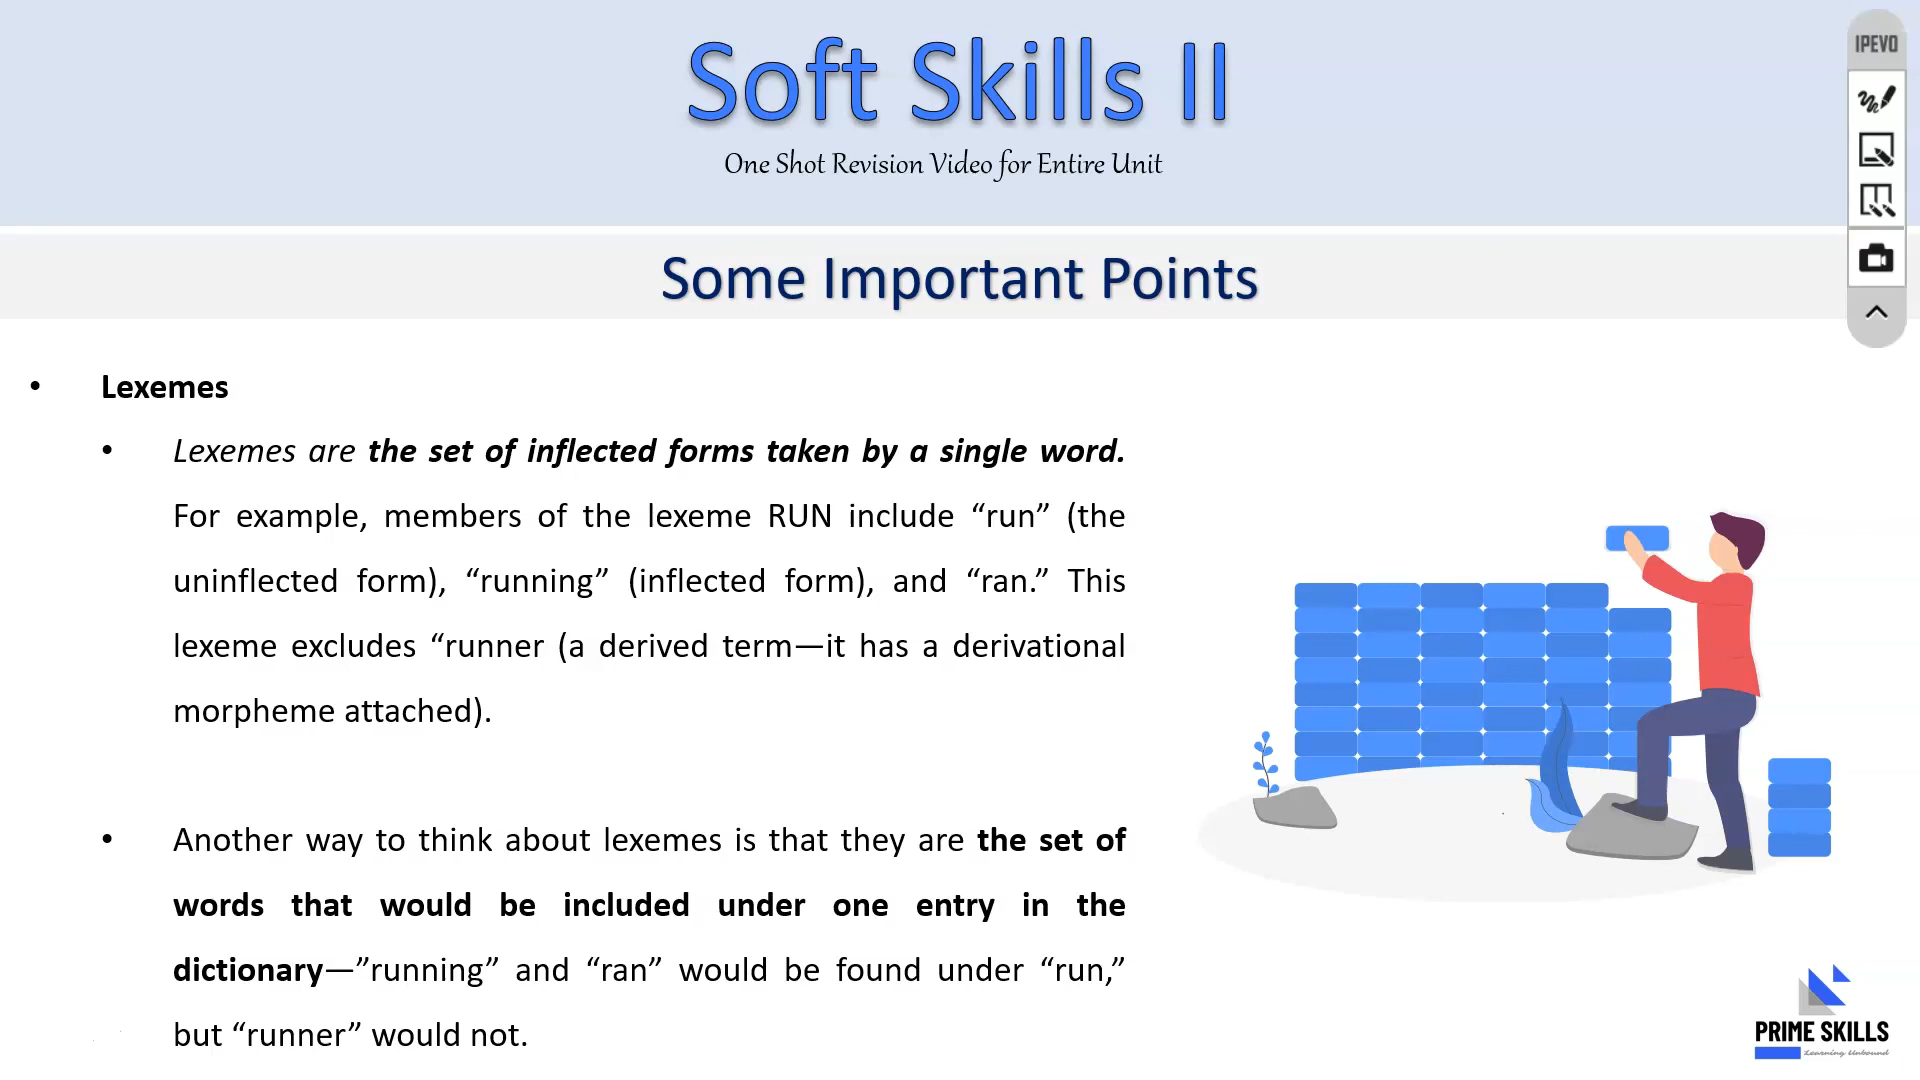 Soft Skills II
One Shot Revision Video for Entire Unit
IPEVO
Some Important Points
• Lexemes
• Lexemes are the set of inflected forms taken by a single word.
For example, members of the lexeme RUN include “run” (the
uninflected form), “running” (inflected form), and “ran.” This
lexeme excludes “runner (a derived term—it has a derivational
morpheme attached).
• Another way to think about lexemes is that they are the set of
words that would be included under one entry in the
dictionary—”running” and “ran” would be found under “run,”
but “runner” would not.
PRIME SKILLS
Learning Unbound